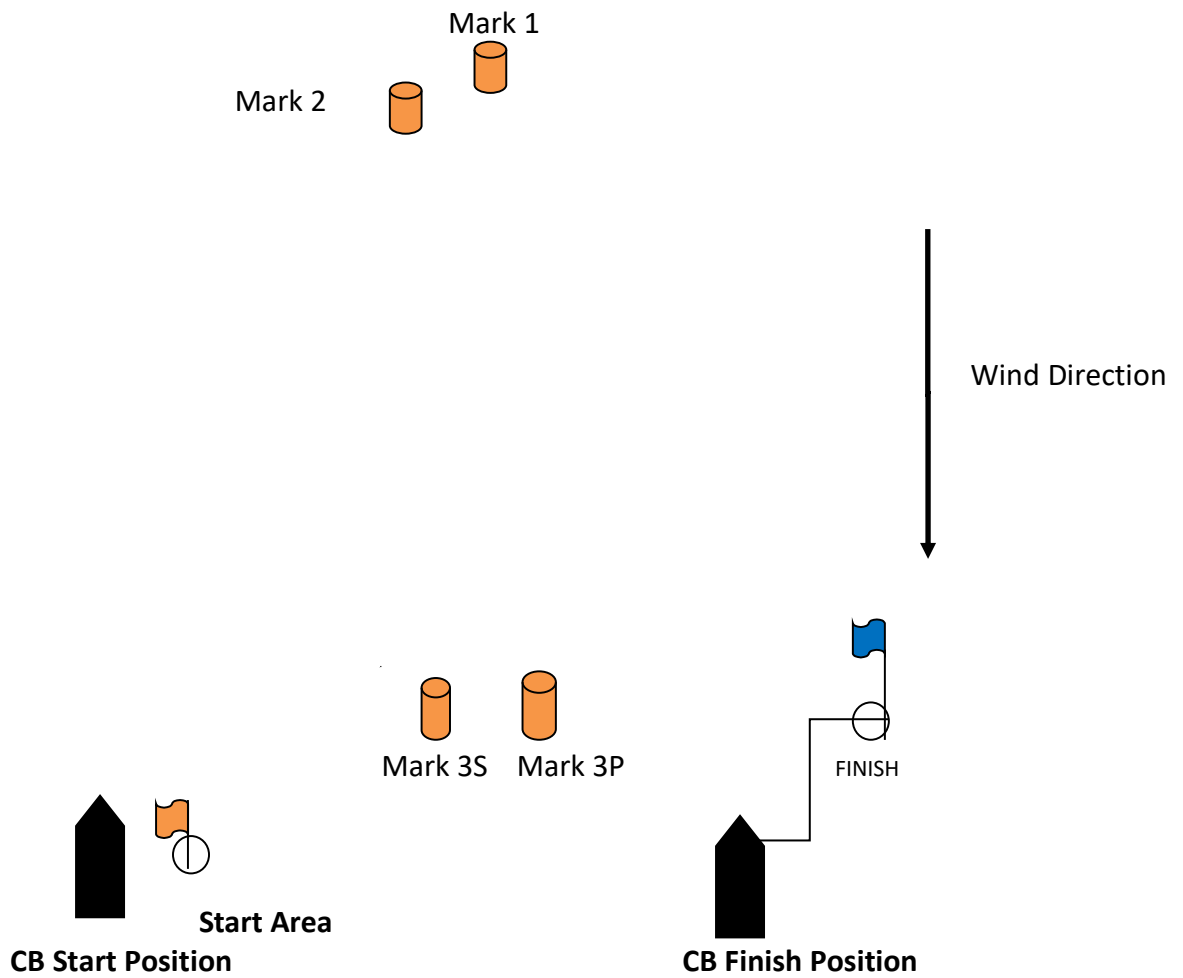 Mark 1
Mark 2
Wind Direction
Mark 3S
Mark 3P
FINISH
Start Area
CB Start Position
CB Finish Position